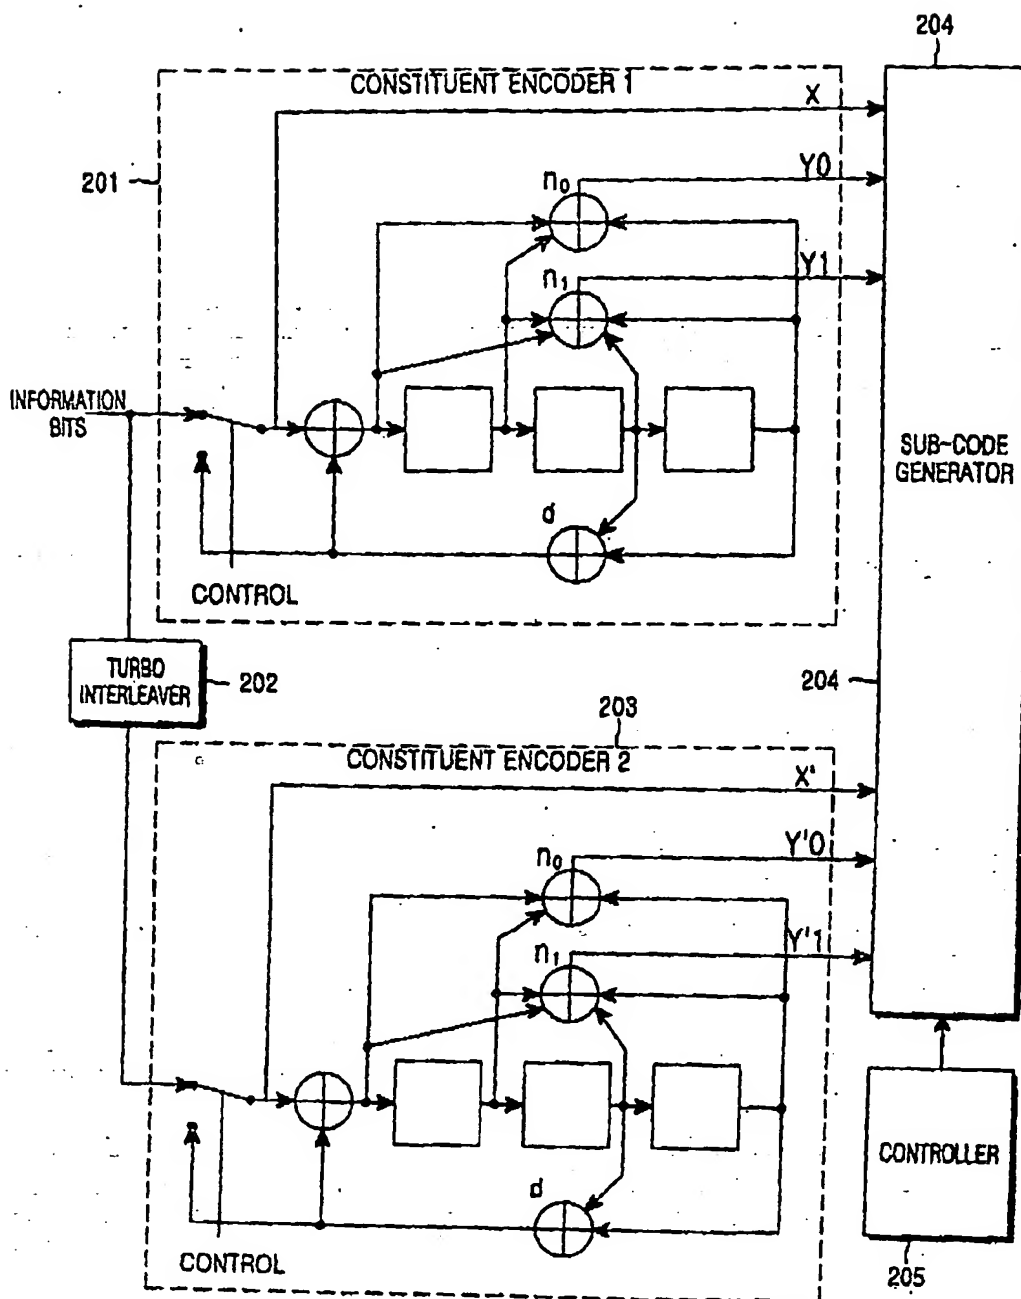 204
CONSTITUENT ENCODER 1
X
201
n0
Y0
n1
Y1
INFORMATION
BITS
SUB-CODE
GENERATOR
d
CONTROL
TURBO
INTERLEAVER
202
204
203
CONSTITUENT ENCODER 2
X'
n0
Y'0
n1
Y'1
d
CONTROLLER
CONTROL
205